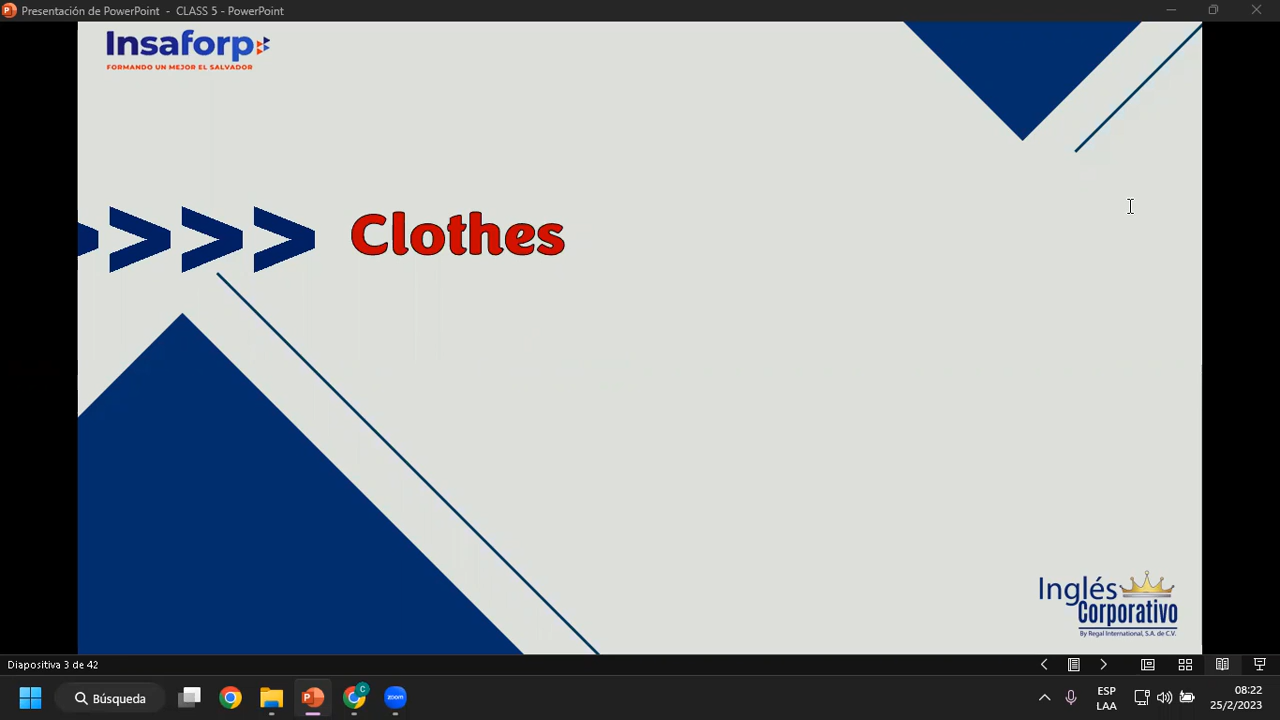 Presentación de PowerPoint - CLASS 5 - PowerPoint
Insaforp
FORMANDO UN MEJOR EL SALVADOR
>>>> Clothes
Inglés
Corporativo
By Regal International, S.A. de C.V.
Diapositiva 3 de 42
Búsqueda
C
zoom
ESP
LAA
08:22
25/2/2023